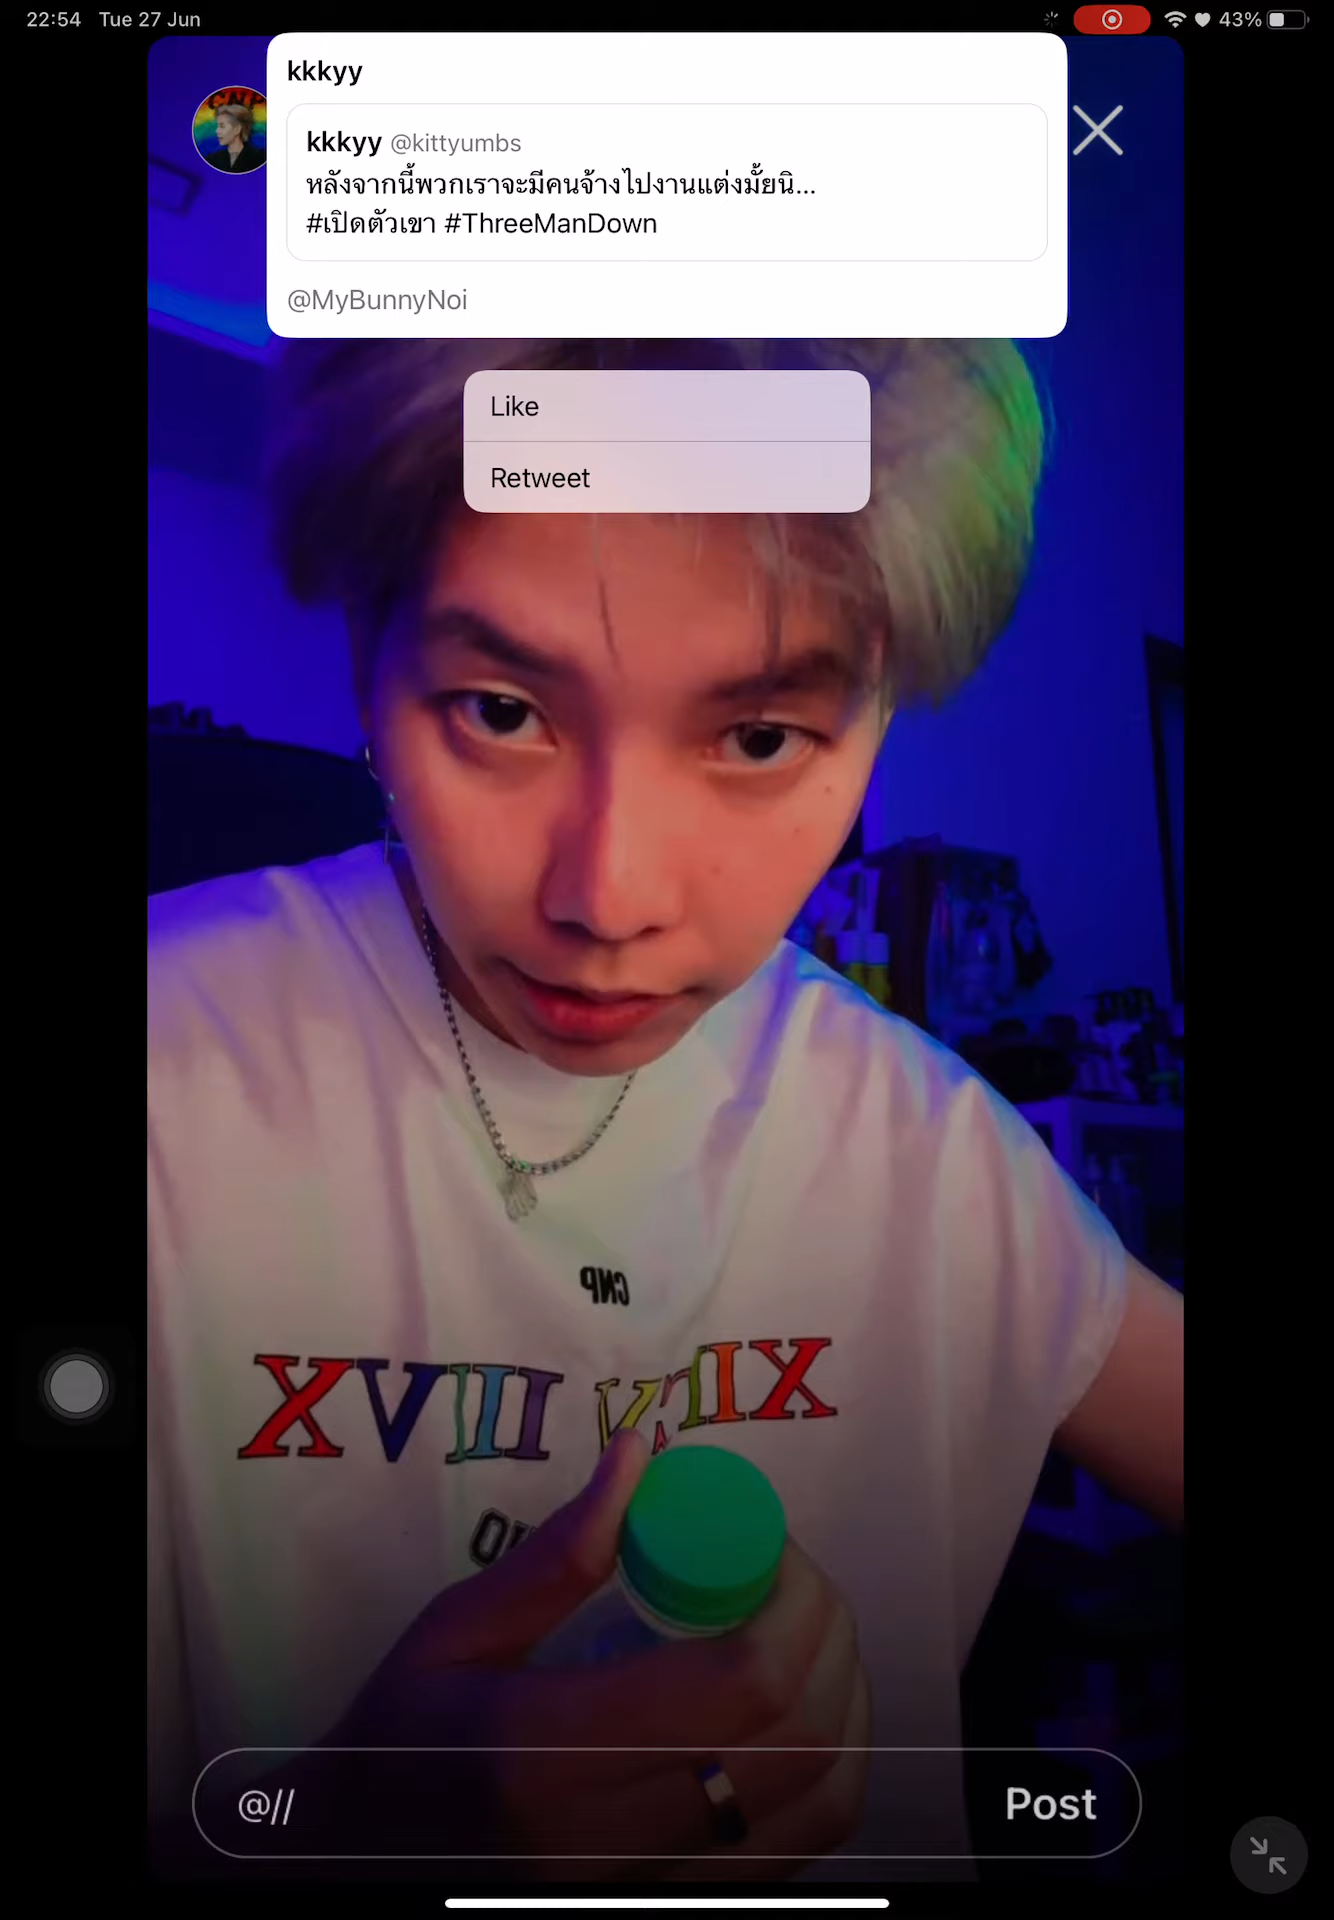 22:54 Tue 27 Jun
43%
kkkyy
kkkyy @kittyumbs
หลังจากนี้พวกเราจะมีคนจ้างไปงานแต่งมั้ยนิ...
#เปิดตัวเขา #ThreeManDown
@MyBunnyNoi
Like
Retweet
CNP
XVIII
IX
@//
Post